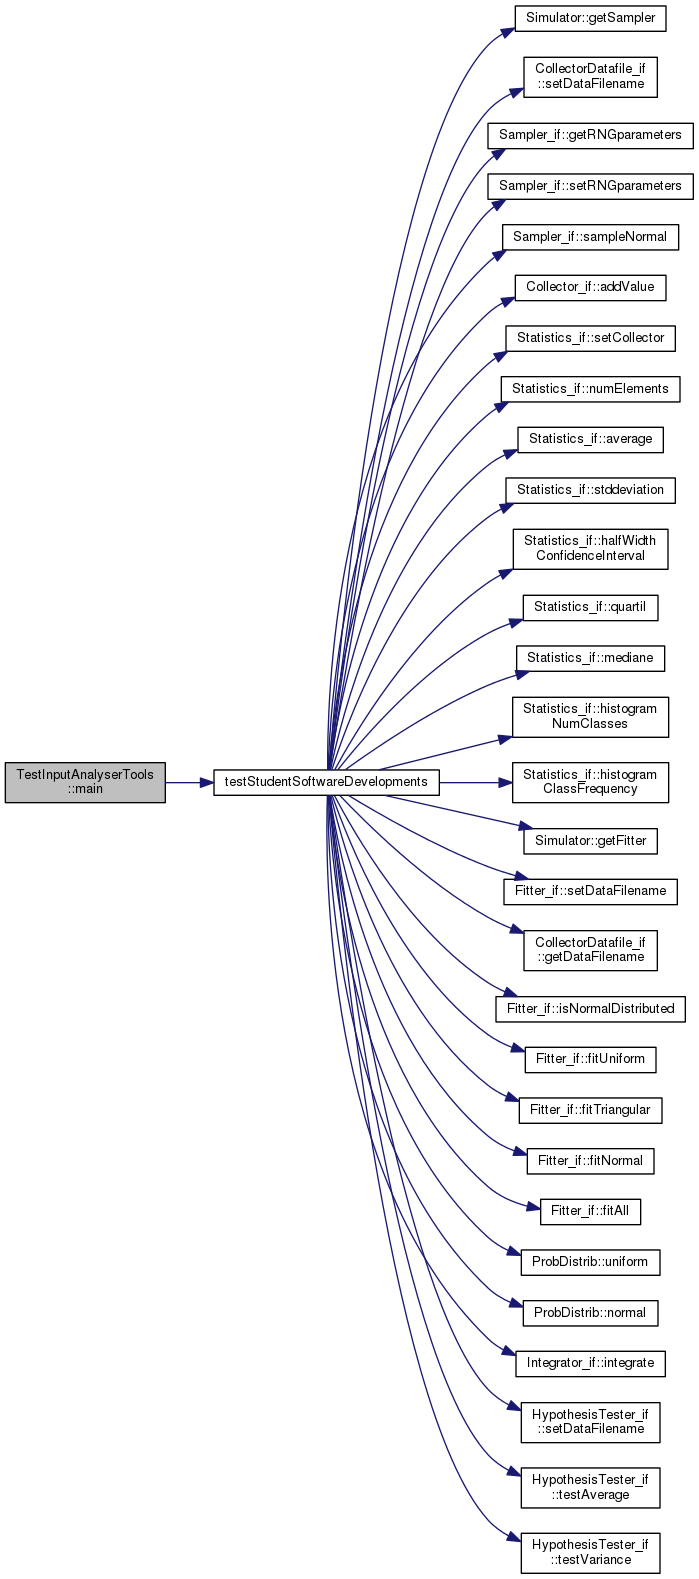 Simulator::getSampler
CollectorDatafile_if
::setDataFilename
Sampler_if::getRNGparameters
Sampler_if::setRNGparameters
Sampler_if::sampleNormal
Collector_if::addValue
Statistics_if::setCollector
Statistics_if::numElements
Statistics_if::average
Statistics_if::stddeviation
Statistics_if::halfWidth
ConfidenceInterval
Statistics_if::quartil
Statistics_if::mediane
Statistics_if::histogram
NumClasses
TestInputAnalyserTools
::main
testStudentSoftwareDevelopments
Statistics_if::histogram
ClassFrequency
Simulator::getFitter
Fitter_if::setDataFilename
CollectorDatafile_if
::getDataFilename
Fitter_if::isNormalDistributed
Fitter_if::fitUniform
Fitter_if::fitTriangular
Fitter_if::fitNormal
Fitter_if::fitAll
ProbDistrib::uniform
ProbDistrib::normal
Integrator_if::integrate
HypothesisTester_if
::setDataFilename
HypothesisTester_if
::testAverage
HypothesisTester_if
::testVariance